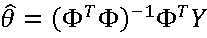 θ̂ = (Φ^T Φ)^{-1} Φ^T Y